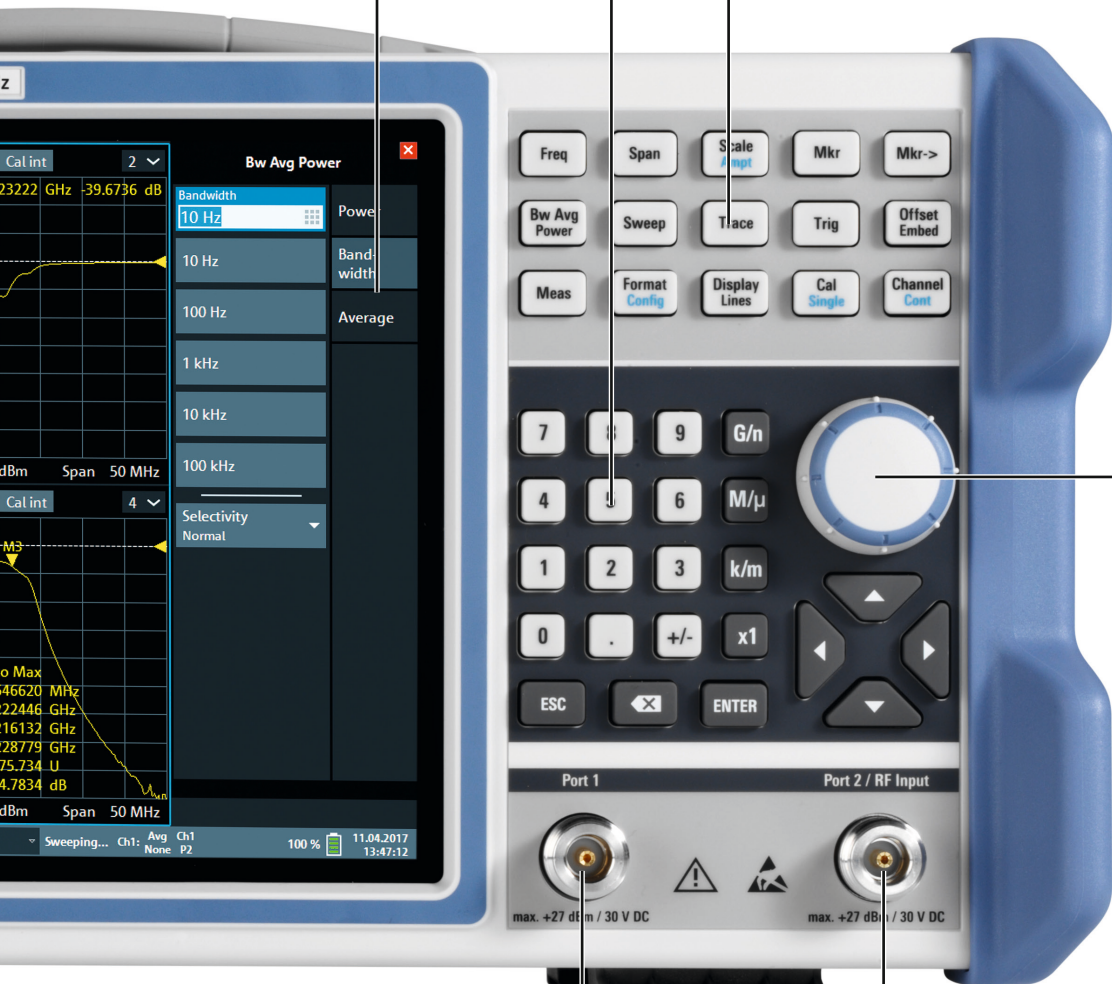 z
Cal int 2
23222 GHz -39.6736 dB
dBm Span 50 MHz
Cal int 4
M3
o Max
546620 MHz
222446 GHz
216132 GHz
228779 GHz
75.734 U
4.7834 dB
dBm Span 50 MHz
Bw Avg Power
Bandwidth
10 Hz
10 Hz
100 Hz
1 kHz
10 kHz
100 kHz
Selectivity
Normal
Power
Band-
width
Average
Sweeping... Ch1: Avg None Ch1 P2 100 % 11.04.2017
13:47:12
Freq
Span
Scale
Ampt
Mkr
Mkr->
Bw Avg
Power
Sweep
Trace
Trig
Offset
Embed
Meas
Format
Config
Display
Lines
Cal
Single
Channel
Cont
7 8 9 G/n
4 5 6 M/µ
1 2 3 k/m
0 . +/- x1
ESC ENTER
Port 1
Port 2 / RF Input
max. +27 dBm / 30 V DC
max. +27 dBm / 30 V DC